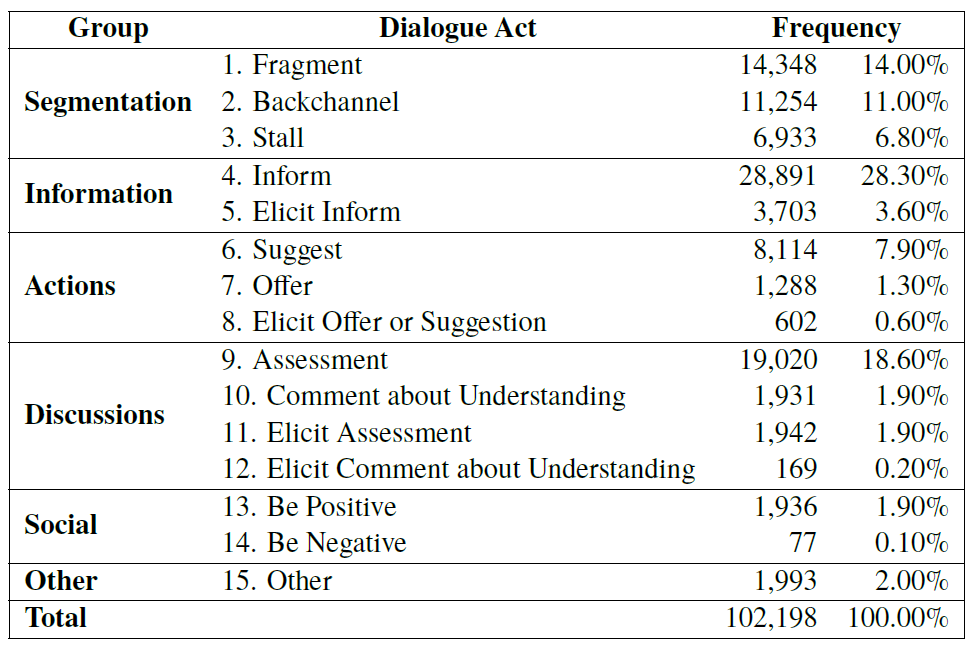 Group Dialogue Act Frequency
1. Fragment 14,348 14.00%
Segmentation 2. Backchannel 11,254 11.00%
3. Stall 6,933 6.80%
Information
4. Inform 28,891 28.30%
5. Elicit Inform 3,703 3.60%
6. Suggest 8,114 7.90%
Actions 7. Offer 1,288 1.30%
8. Elicit Offer or Suggestion 602 0.60%
Discussions
9. Assessment 19,020 18.60%
10. Comment about Understanding 1,931 1.90%
11. Elicit Assessment 1,942 1.90%
12. Elicit Comment about Understanding 169 0.20%
Social
13. Be Positive 1,936 1.90%
14. Be Negative 77 0.10%
Other 15. Other 1,993 2.00%
Total 102,198 100.00%